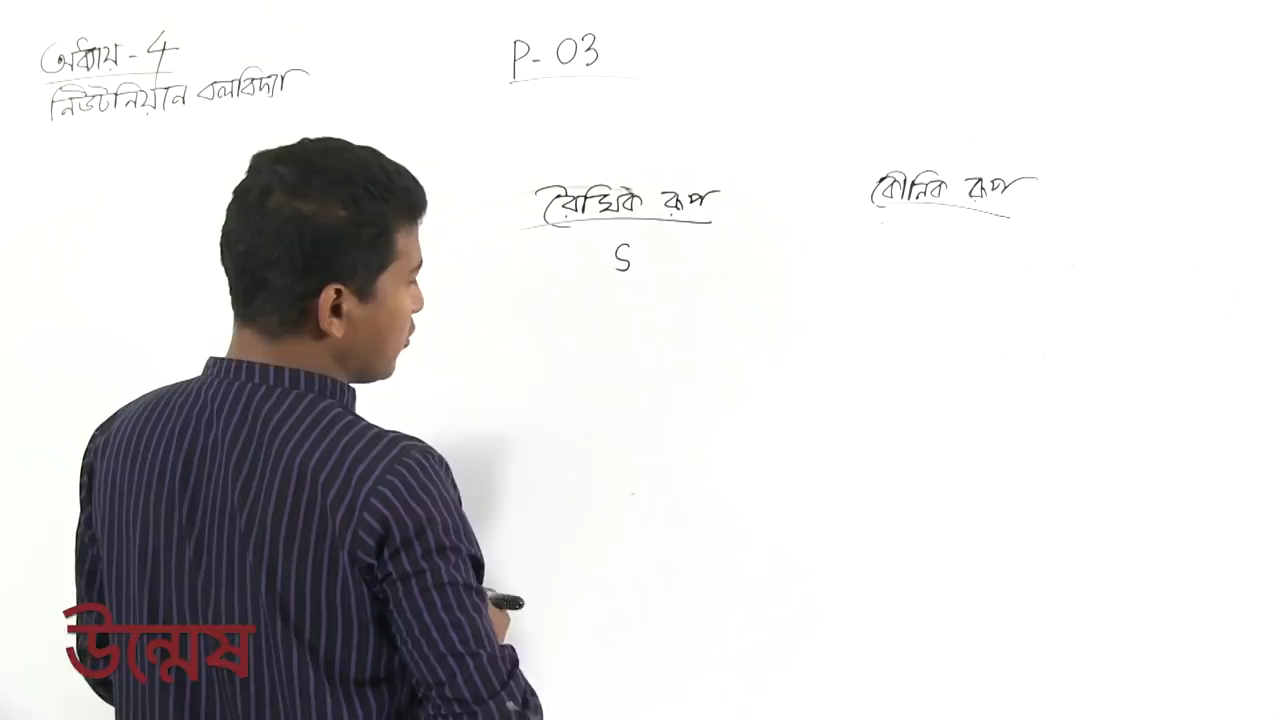 অধ্যায় - 4
নিউটনিয়ান বলবিদ্যা
P- 03
রৈখিক রূপ
কৌনিক রূপ
S
উন্মেষ